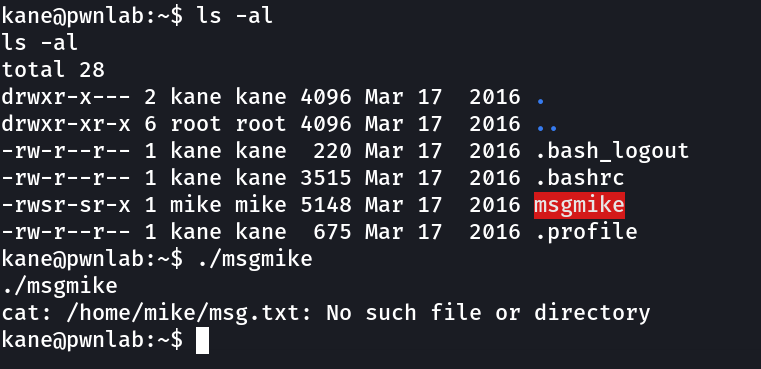 kane@pwnlab:~$ ls -al
ls -al
total 28
drwxr-x--- 2 kane kane 4096 Mar 17  2016 .
drwxr-xr-x 6 root root 4096 Mar 17  2016 ..
-rw-r--r-- 1 kane kane  220 Mar 17  2016 .bash_logout
-rw-r--r-- 1 kane kane 3515 Mar 17  2016 .bashrc
-rwsr-sr-x 1 mike mike 5148 Mar 17  2016 msgmike
-rw-r--r-- 1 kane kane  675 Mar 17  2016 .profile
kane@pwnlab:~$ ./msgmike
./msgmike
cat: /home/mike/msg.txt: No such file or directory
kane@pwnlab:~$